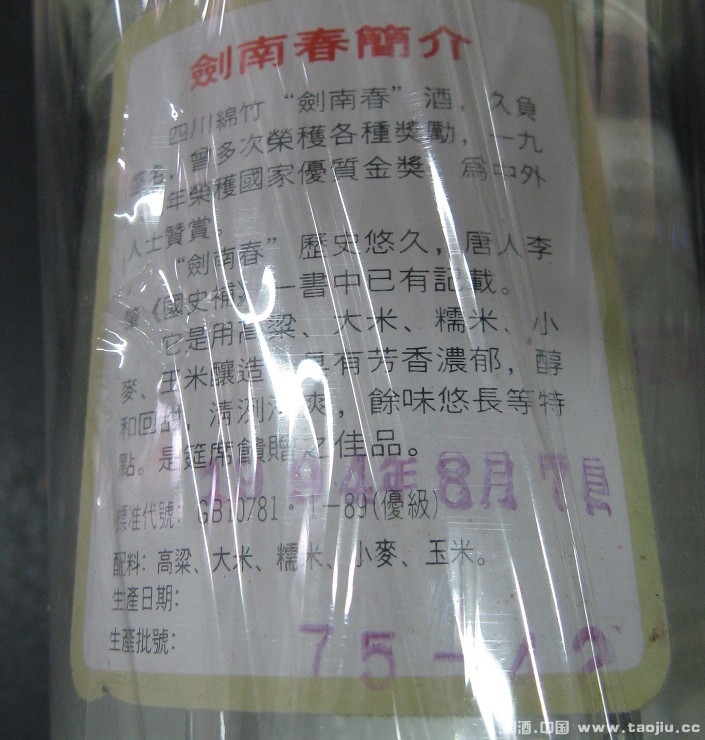 劍南春簡介
四川綿竹“劍南春”酒，久負
名，曾多次榮獲各種獎勵，一九
年榮獲國家優質金獎，為中外
人士贊賞，
“劍南春”歷史悠久，唐人李
《國史補》一書中已有記載。
它是用高粱、大米、糯米、小
麥、玉米釀造，具有芳香濃郁，醇
和回甜，清洌淨爽，餘味悠長等特
點。是筵席饋贈之佳品。
1994年8月7日
標准代號：GB10781·1-89(優級)
配料：高粱、大米、糯米、小麥、玉米。
生產日期：
生產批號：
75-
酒.中国 www.taojiu.cc